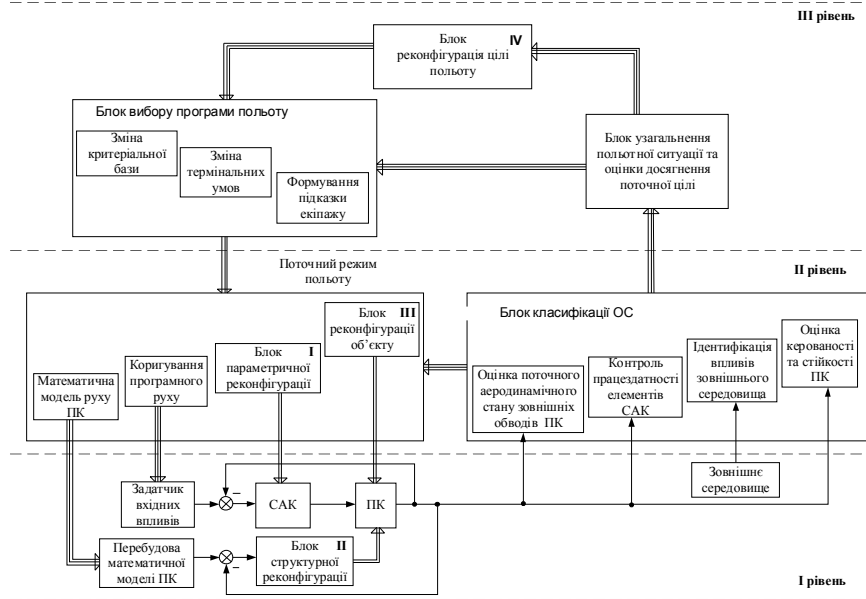 III рівень
Блок IV
реконфігурація цілі
польоту
Блок вибору програми польоту
Зміна
критеріальної
бази
Зміна
термінальних
умов
Формування
підказки
екіпажу
Блок узагальнення
польотної ситуації та
оцінки досягнення
поточної цілі
Поточний режим
польоту
II рівень
Математична
модель руху
ПК
Коригування
програмного
руху
Блок I
параметричної
реконфігурації
Блок III
реконфігурації
об’єкту
Блок класифікації ОС
Оцінка поточного
аеродинамічного
стану зовнішніх
обводів ПК
Контроль
працездатності
елементів
САК
Ідентифікація
впливів
зовнішнього
середовища
Оцінка
керованості
та стійкості
ПК
Зовнішнє
середовище
Задатчик
вхідних
впливів
–
САК
ПК
Перебудова
математичної
моделі ПК
–
Блок II
структурної
реконфігурації
I рівень